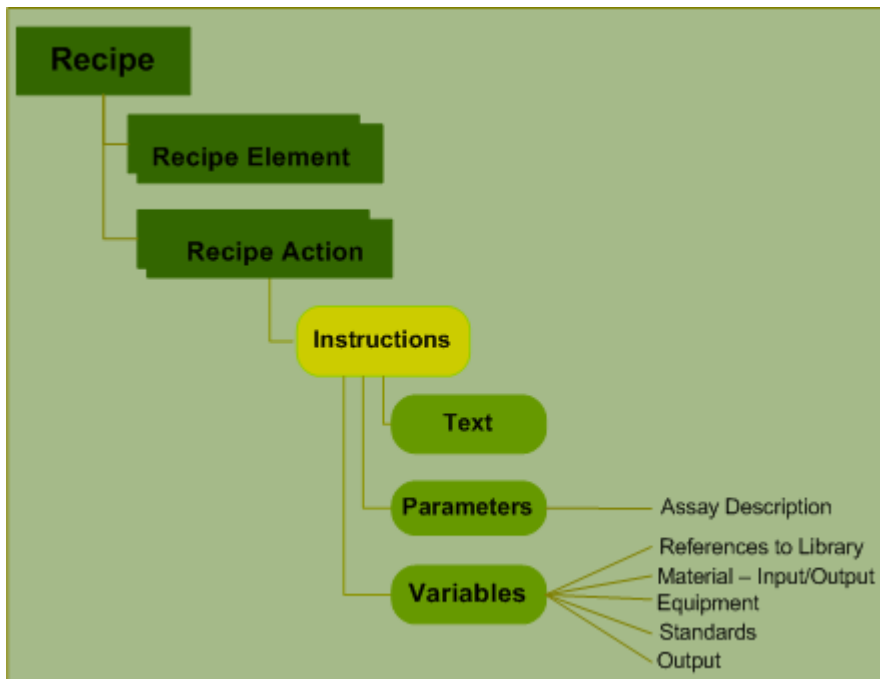 Recipe
Recipe Element
Recipe Action
Instructions
Text
Parameters
Assay Description
References to Library
Material – Input/Output
Variables
Equipment
Standards
Output